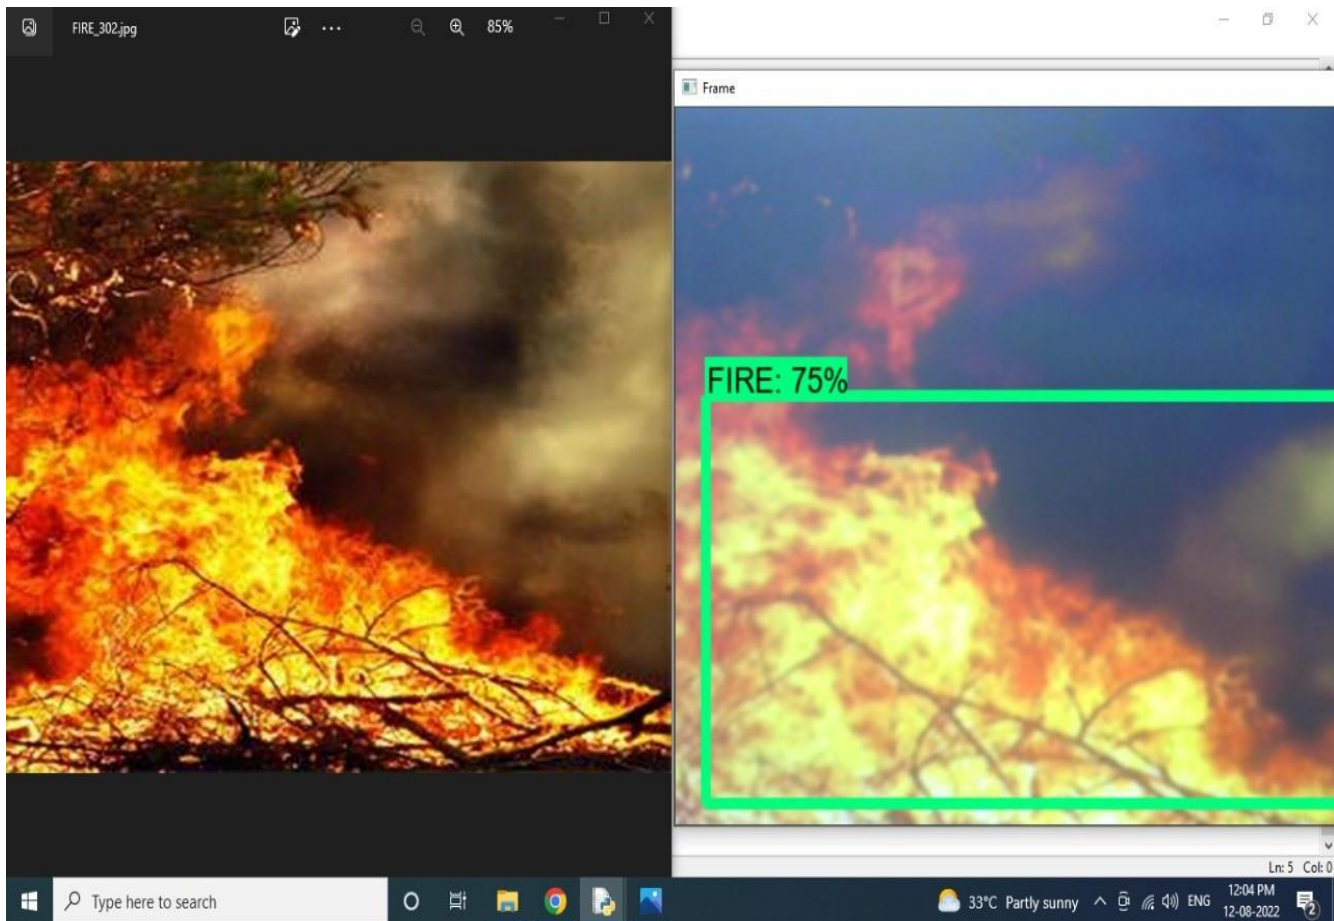 FIRE_302.jpg
85%
Frame
FIRE: 75%
Ln: 5 Col: 0
Type here to search
33°C Partly sunny
ENG
12:04 PM
12-08-2022
2